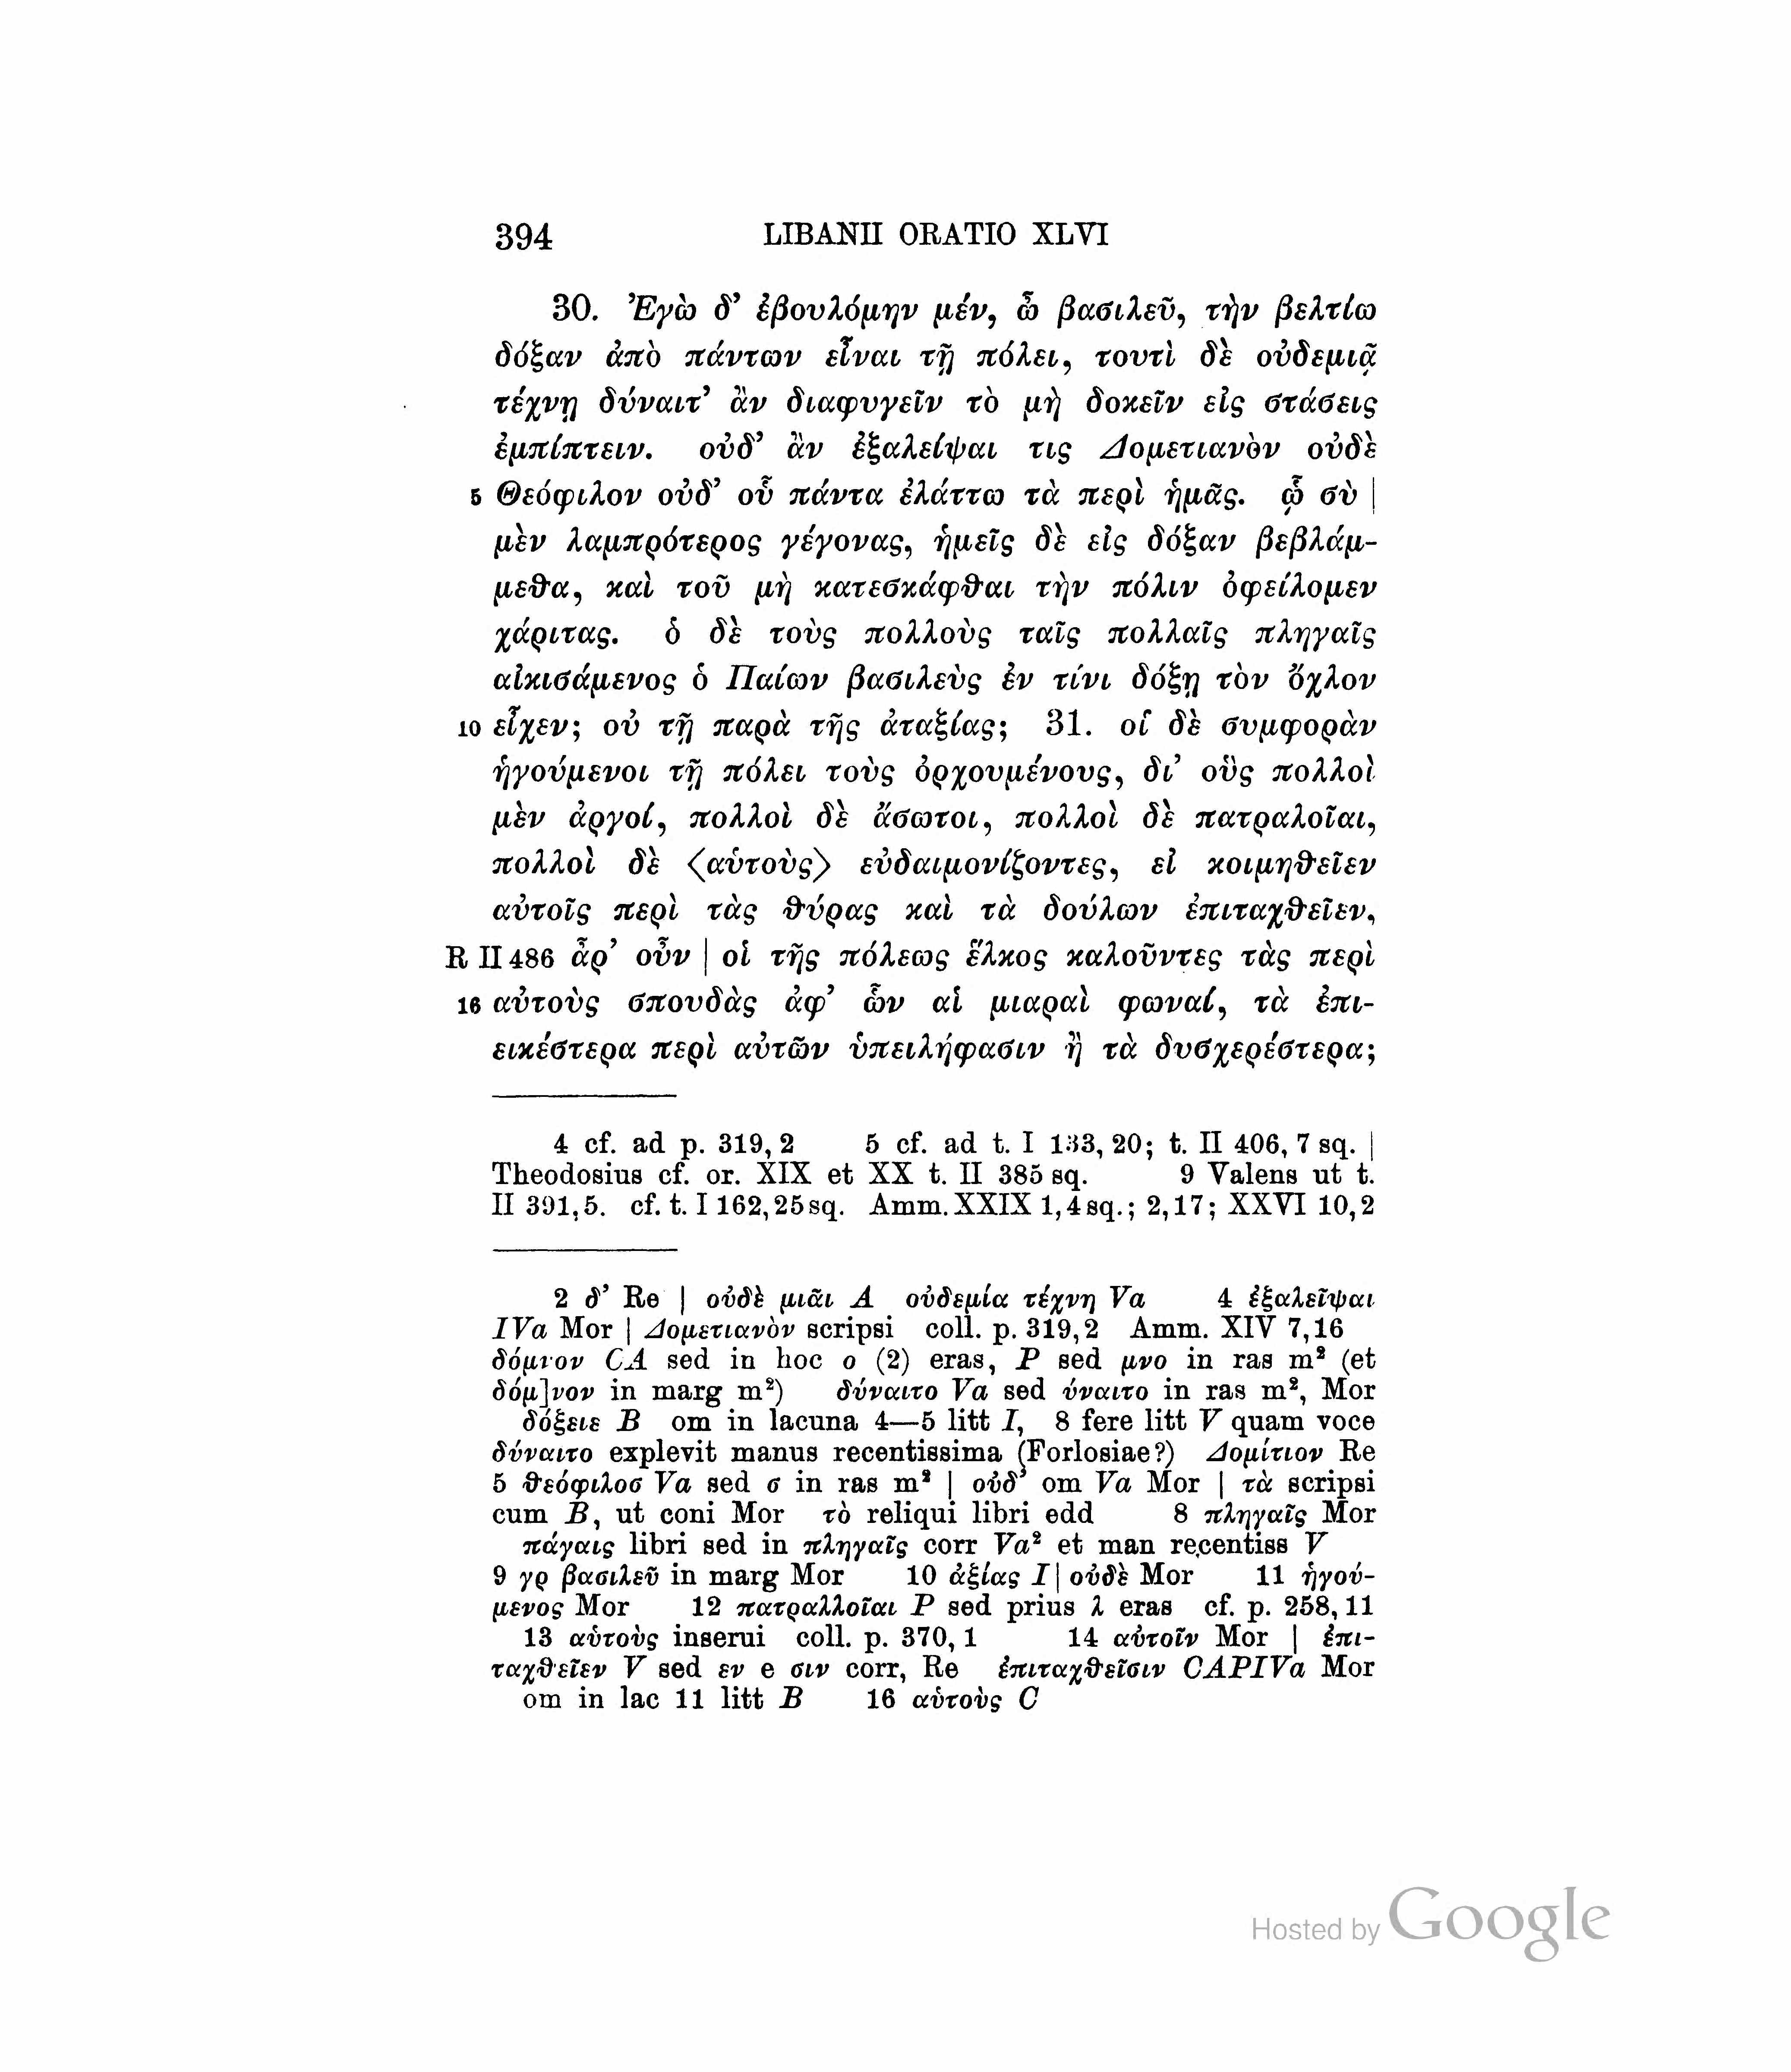 394 LIBANII ORATIO XLVI
30. Ἐγὼ δ’ ἐβουλόμην μέν, ὦ βασιλεῦ, τὴν βελτίω
δόξαν ἀπὸ πάντων εἶναι τῇ πόλει, τουτὶ δὲ οὐδεμιᾷ
τέχνῃ δύναιτ’ ἂν διαφυγεῖν τὸ μὴ δοκεῖν εἰς στάσεις
ἐμπίπτειν. οὐδ’ ἂν ἐξαλείψαι τις Δομετιανὸν οὐδὲ
5 Θεόφιλον οὐδ’ οὗ πάντα ἐλάττω τὰ περὶ ἡμᾶς. ᾧ σὺ |
μὲν λαμπρότερος γέγονας, ἡμεῖς δὲ εἰς δόξαν βεβλάμ-
μεθα, καὶ τοῦ μὴ κατεσκάφθαι τὴν πόλιν ὀφείλομεν
χάριτας. ὁ δὲ τοὺς πολλοὺς ταῖς πολλαῖς πληγαῖς
αἰκισάμενος ὁ Παίων βασιλεὺς ἐν τίνι δόξῃ τὸν ὄχλον
10 εἶχεν; οὐ τῇ παρὰ τῆς ἀταξίας; 31. οἳ δὲ συμφορὰν
ἡγούμενοι τῇ πόλει τοὺς ὀρχουμένους, δι’ οὓς πολλοὶ
μὲν ἀργοί, πολλοὶ δὲ ἄσωτοι, πολλοὶ δὲ πατραλοῖαι,
πολλοὶ δὲ ⟨αὑτοὺς⟩ εὐδαιμονίζοντες, εἰ κοιμηθεῖεν
αὐτοῖς περὶ τὰς θύρας καὶ τὰ δούλων ἐπιταχθεῖεν,
R II 486 ἆρ’ οὖν | οἱ τῆς πόλεως ἕλκος καλοῦντες τὰς περὶ
16 αὐτοὺς σπουδὰς ἀφ’ ὧν αἱ μιαραὶ φωναί, τὰ ἐπι-
εικέστερα περὶ αὐτῶν ὑπειλήφασιν ἢ τὰ δυσχερέστερα;
4 cf. ad p. 319, 2 5 cf. ad t. I 133, 20; t. II 406, 7 sq. |
Theodosius cf. or. XIX et XX t. II 385 sq. 9 Valens ut t.
II 391, 5. cf. t. I 162, 25 sq. Amm. XXIX 1, 4 sq.; 2, 17; XXVI 10, 2
2 δ’ Re | οὐδὲ μιᾶι A οὐδεμία τέχνη Va 4 ἐξαλεῖψαι
IVa Mor | Δομετιανὸν scripsi coll. p. 319, 2 Amm. XIV 7, 16
δόμνον CA sed in hoc ο (2) eras, P sed μνο in ras m² (et
δόμ]νον in marg m²) δύναιτο Va sed ύναιτο in ras m², Mor
δόξειε B om in lacuna 4—5 litt I, 8 fere litt V quam voce
δύναιτο explevit manus recentissima (Forlosiae?) Δομίτιον Re
5 θεόφιλοσ Va sed σ in ras m² | οὐδ’ om Va Mor | τὰ scripsi
cum B, ut coni Mor τὸ reliqui libri edd 8 πληγαῖς Mor
πάγαις libri sed in πληγαῖς corr Va² et man recentiss V
9 γρ βασιλεῦ in marg Mor 10 ἀξίας I | οὐδὲ Mor 11 ἡγού-
μενος Mor 12 πατραλλοῖαι P sed prius λ eras cf. p. 258, 11
13 αὑτοὺς inserui coll. p. 370, 1 14 αὐτοῖν Mor | ἐπι-
ταχθεῖεν V sed εν e σιν corr, Re ἐπιταχθεῖσιν CAPIVa Mor
om in lac 11 litt B 16 αὑτοὺς C
Hosted by Google